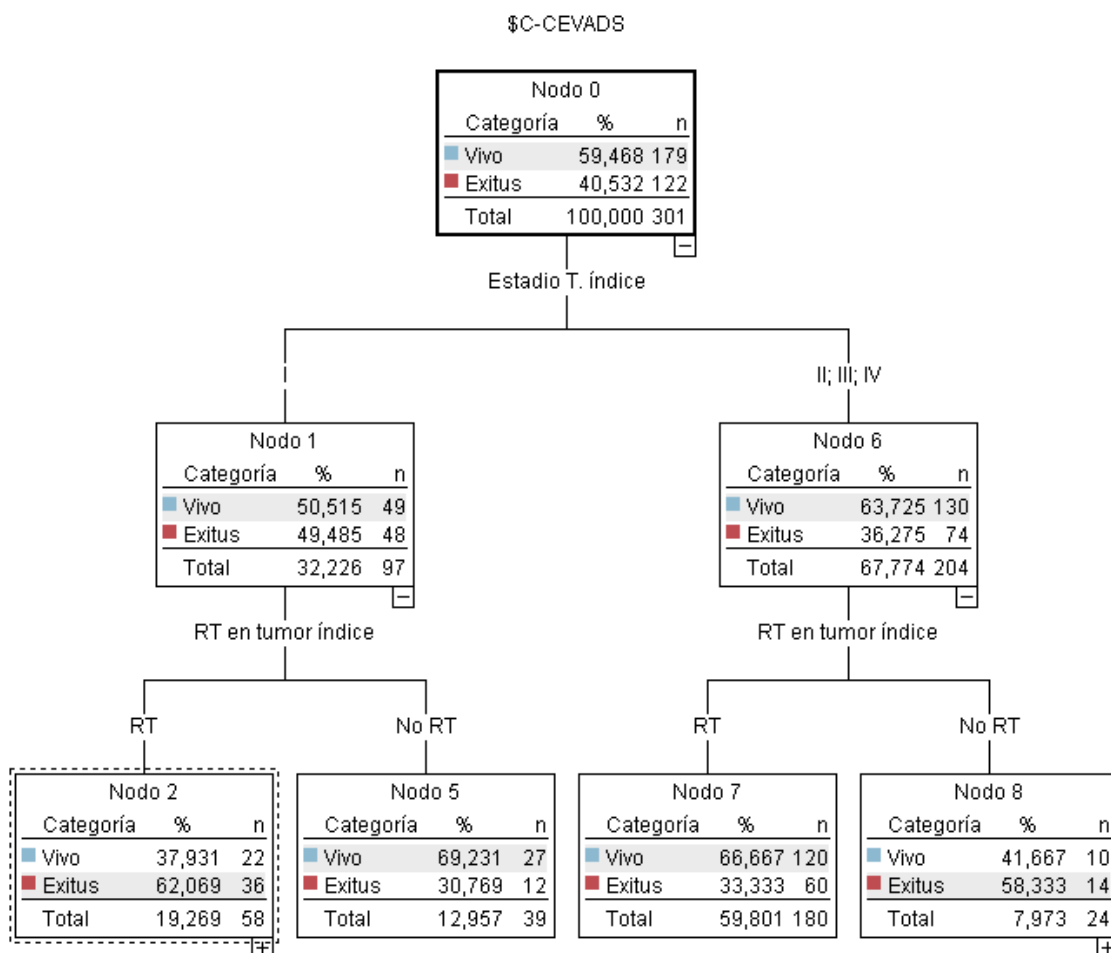 $C-CEVADS
Nodo 0
Categoría % n
Vivo 59,468 179
Exitus 40,532 122
Total 100,000 301
Estadio T. índice
I
II; III; IV
Nodo 1
Categoría % n
Vivo 50,515 49
Exitus 49,485 48
Total 32,226 97
Nodo 6
Categoría % n
Vivo 63,725 130
Exitus 36,275 74
Total 67,774 204
RT en tumor índice
RT en tumor índice
RT
No RT
RT
No RT
Nodo 2
Categoría % n
Vivo 37,931 22
Exitus 62,069 36
Total 19,269 58
Nodo 5
Categoría % n
Vivo 69,231 27
Exitus 30,769 12
Total 12,957 39
Nodo 7
Categoría % n
Vivo 66,667 120
Exitus 33,333 60
Total 59,801 180
Nodo 8
Categoría % n
Vivo 41,667 10
Exitus 58,333 14
Total 7,973 24